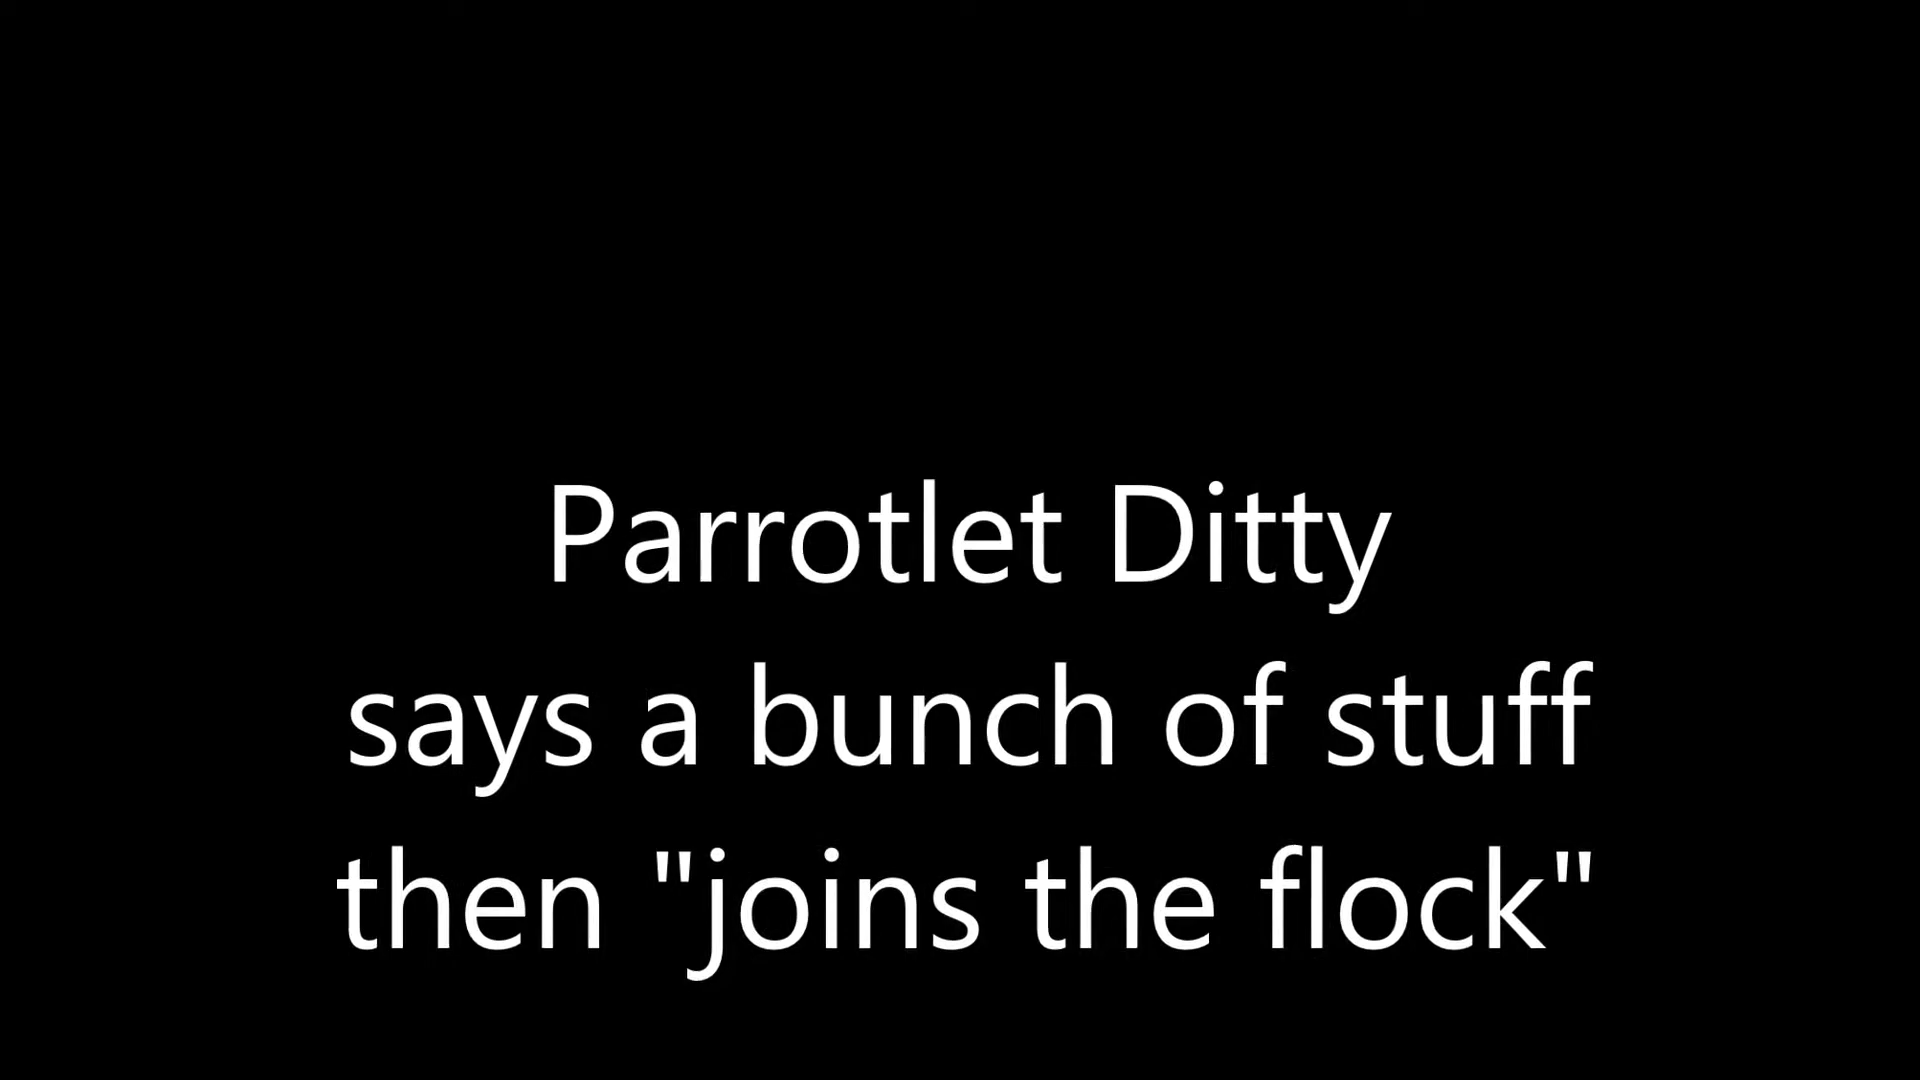 Parrotlet Ditty
says a bunch of stuff
then "joins the flock"